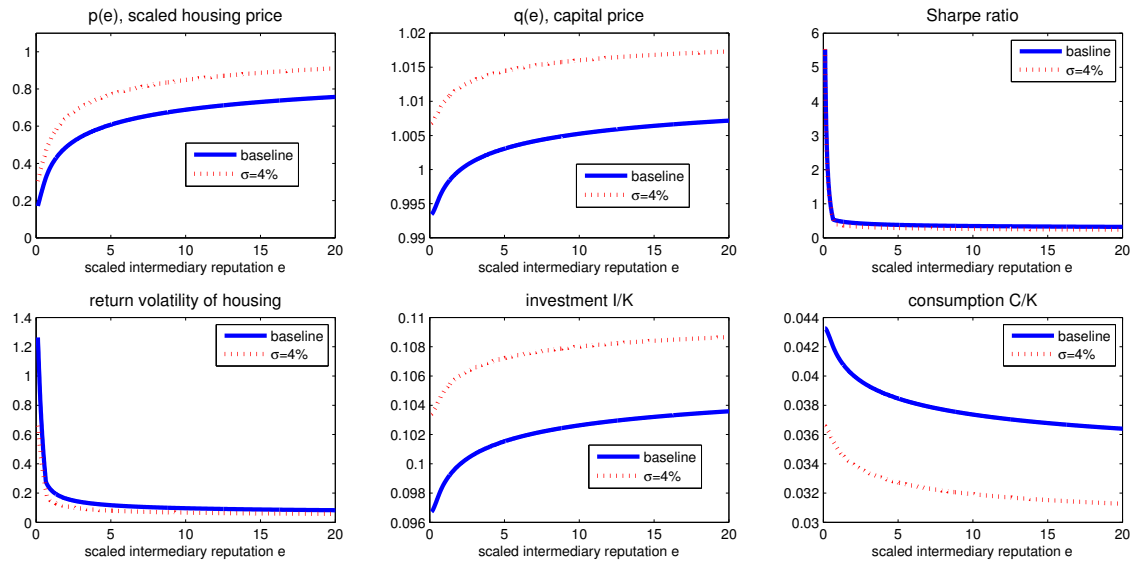 p(e), scaled housing price
1
0.8
0.6
0.4
0.2
0
0 5 10 15 20
scaled intermediary reputation e
baseline
σ=4%
q(e), capital price
1.02
1.015
1.01
1.005
1
0.995
0.99
0 5 10 15 20
scaled intermediary reputation e
baseline
σ=4%
Sharpe ratio
6
5
4
3
2
1
0
0 5 10 15 20
scaled intermediary reputation e
basline
σ=4%
return volatility of housing
1.4
1.2
1
0.8
0.6
0.4
0.2
0
0 5 10 15 20
scaled intermediary reputation e
baseline
σ=4%
investment I/K
0.11
0.108
0.106
0.104
0.102
0.1
0.098
0.096
0 5 10 15 20
scaled intermediary reputation e
baseline
σ=4%
consumption C/K
0.044
0.042
0.04
0.038
0.036
0.034
0.032
0.03
0 5 10 15 20
scaled intermediary reputation e
baseline
σ=4%